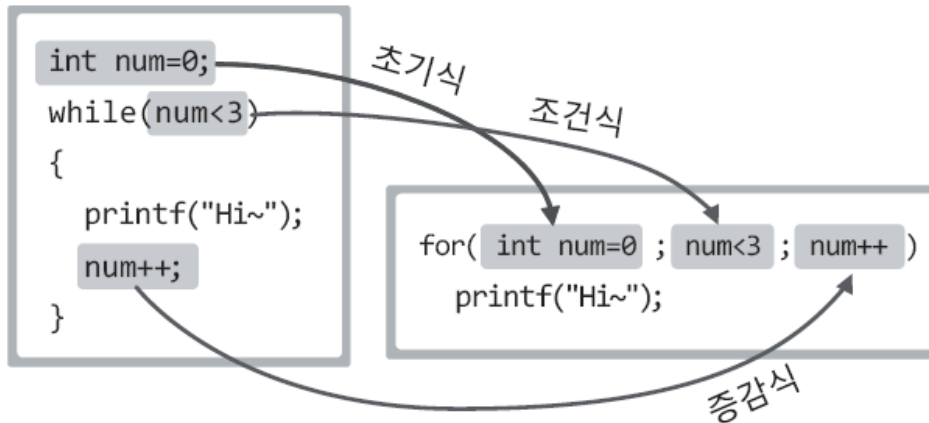 int num=0;
while(num<3)
{
printf("Hi~");
num++;
}
초기식
조건식
for( int num=0 ; num<3 ; num++ )
printf("Hi~");
증감식